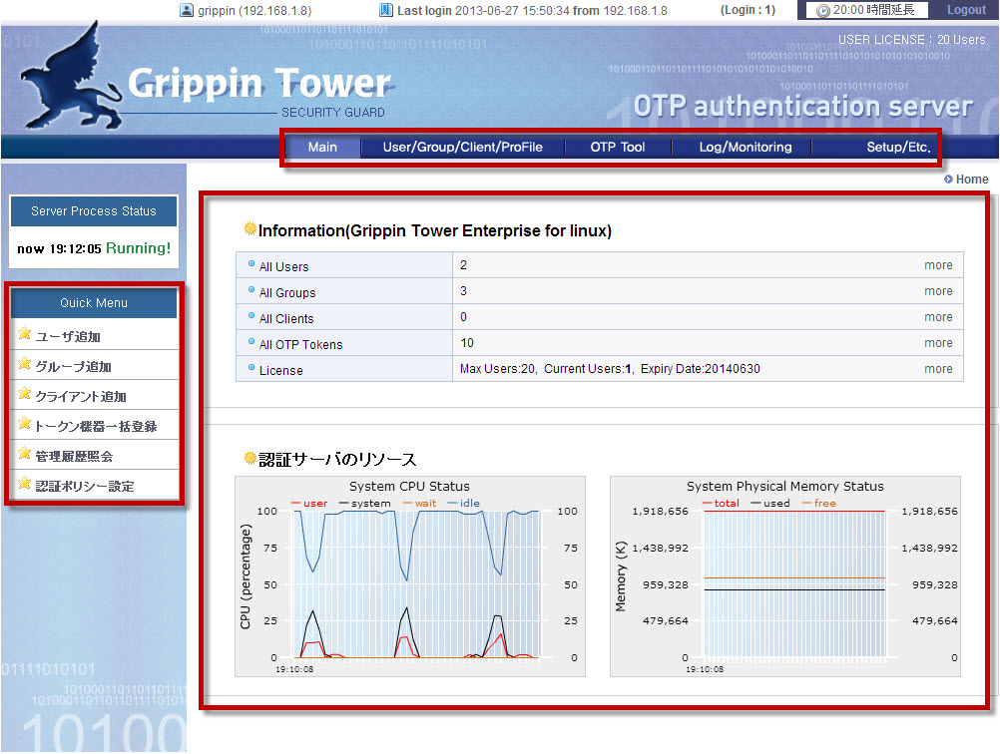 grippin (192.168.1.8)
Last login 2013-06-27 15:50:34 from 192.168.1.8
(Login : 1)
20:00 時間延長
Logout
USER LICENSE : 20 Users
Grippin Tower
SECURITY GUARD
OTP authentication server
Main
User/Group/Client/ProFile
OTP Tool
Log/Monitoring
Setup/Etc.
Home
Server Process Status
now 19:12:05 Running!
Quick Menu
ユーザ追加
グループ追加
クライアント追加
トークン機器一括登録
管理履歴照会
認証ポリシー設定
Information(Grippin Tower Enterprise for linux)
All Users 2 more
All Groups 3 more
All Clients 0 more
All OTP Tokens 10 more
License Max Users:20, Current Users:1, Expiry Date:20140630 more
認証サーバのリソース
System CPU Status
user system wait idle
CPU (percentage)
100 100
75 75
50 50
25 25
0 0
19:10:08
System Physical Memory Status
total used free
Memory (K)
1,918,656 1,918,656
1,438,992 1,438,992
959,328 959,328
479,664 479,664
0 0
19:10:08